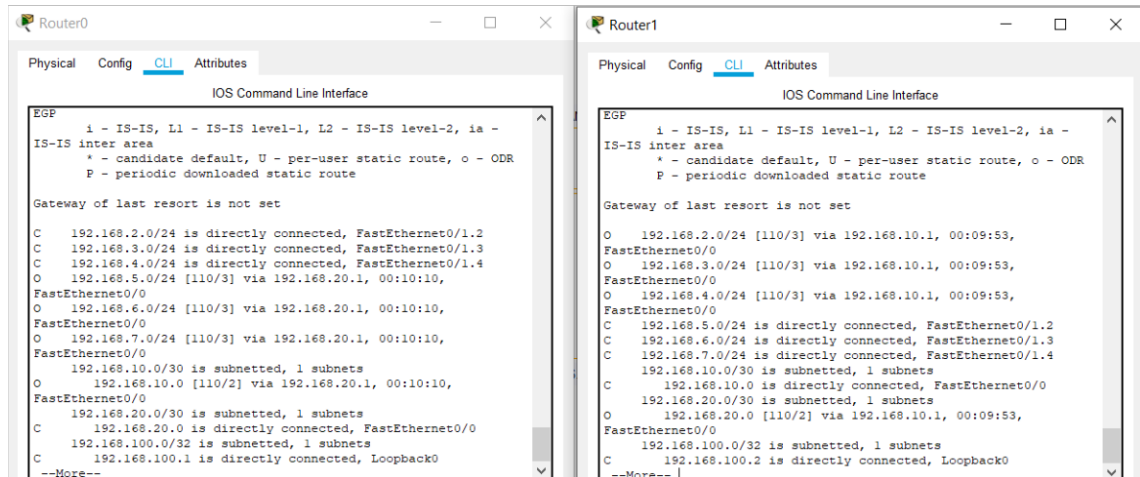 Router0
Physical Config CLI Attributes
IOS Command Line Interface
EGP
i - IS-IS, L1 - IS-IS level-1, L2 - IS-IS level-2, ia -
IS-IS inter area
* - candidate default, U - per-user static route, o - ODR
P - periodic downloaded static route
Gateway of last resort is not set
C 192.168.2.0/24 is directly connected, FastEthernet0/1.2
C 192.168.3.0/24 is directly connected, FastEthernet0/1.3
C 192.168.4.0/24 is directly connected, FastEthernet0/1.4
O 192.168.5.0/24 [110/3] via 192.168.20.1, 00:10:10,
FastEthernet0/0
O 192.168.6.0/24 [110/3] via 192.168.20.1, 00:10:10,
FastEthernet0/0
O 192.168.7.0/24 [110/3] via 192.168.20.1, 00:10:10,
FastEthernet0/0
192.168.10.0/30 is subnetted, 1 subnets
O 192.168.10.0 [110/2] via 192.168.20.1, 00:10:10,
FastEthernet0/0
192.168.20.0/30 is subnetted, 1 subnets
C 192.168.20.0 is directly connected, FastEthernet0/0
192.168.100.0/32 is subnetted, 1 subnets
C 192.168.100.1 is directly connected, Loopback0
--More--
Router1
Physical Config CLI Attributes
IOS Command Line Interface
EGP
i - IS-IS, L1 - IS-IS level-1, L2 - IS-IS level-2, ia -
IS-IS inter area
* - candidate default, U - per-user static route, o - ODR
P - periodic downloaded static route
Gateway of last resort is not set
O 192.168.2.0/24 [110/3] via 192.168.10.1, 00:09:53,
FastEthernet0/0
O 192.168.3.0/24 [110/3] via 192.168.10.1, 00:09:53,
FastEthernet0/0
O 192.168.4.0/24 [110/3] via 192.168.10.1, 00:09:53,
FastEthernet0/0
C 192.168.5.0/24 is directly connected, FastEthernet0/1.2
C 192.168.6.0/24 is directly connected, FastEthernet0/1.3
C 192.168.7.0/24 is directly connected, FastEthernet0/1.4
192.168.10.0/30 is subnetted, 1 subnets
C 192.168.10.0 is directly connected, FastEthernet0/0
192.168.20.0/30 is subnetted, 1 subnets
O 192.168.20.0 [110/2] via 192.168.10.1, 00:09:53,
FastEthernet0/0
192.168.100.0/32 is subnetted, 1 subnets
C 192.168.100.2 is directly connected, Loopback0
--More--